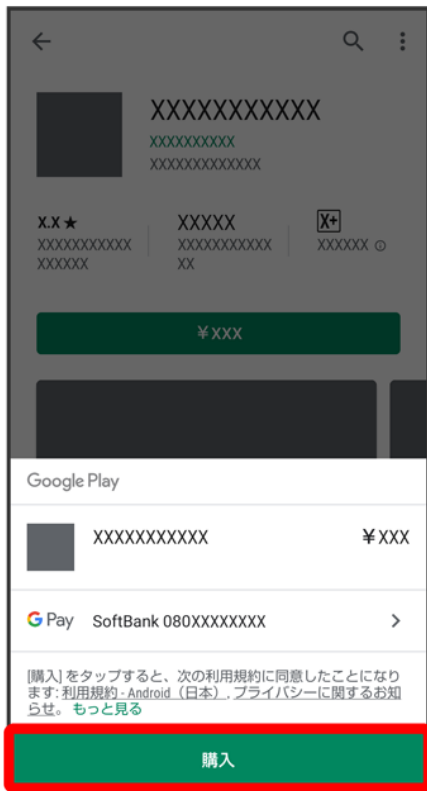 XXXXXXXXXXX
XXXXXXXXXX
XXXXXXXXXXXXX
X.X★ XXXXX X+
XXXXXXXXXXX XXXXXXXXXXX XXXXXX
XXXXXX XX
¥XXX
Google Play
XXXXXXXXXXX ¥XXX
G Pay SoftBank 080XXXXXXXX
[購入] をタップすると、次の利用規約に同意したことになり
ます: 利用規約 - Android（日本）, プライバシーに関するお知
らせ。 もっと見る
購入